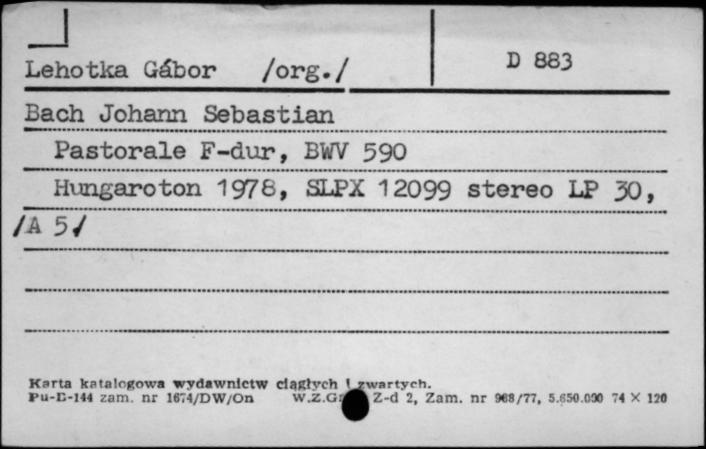 Lehotka Gábor /org./ D 883
Bach Johann Sebastian
Pastorale F-dur, BWV 590
Hungaroton 1978, SLPX 12099 stereo LP 30,
/A 5/
Karta katalogowa wydawnictw ciągłych i zwartych.
Pu-D-144 zam. nr 1674/DW/On W.Z.Gr Z-d 2, Zam. nr 968/77, 5.650.000 74 × 120